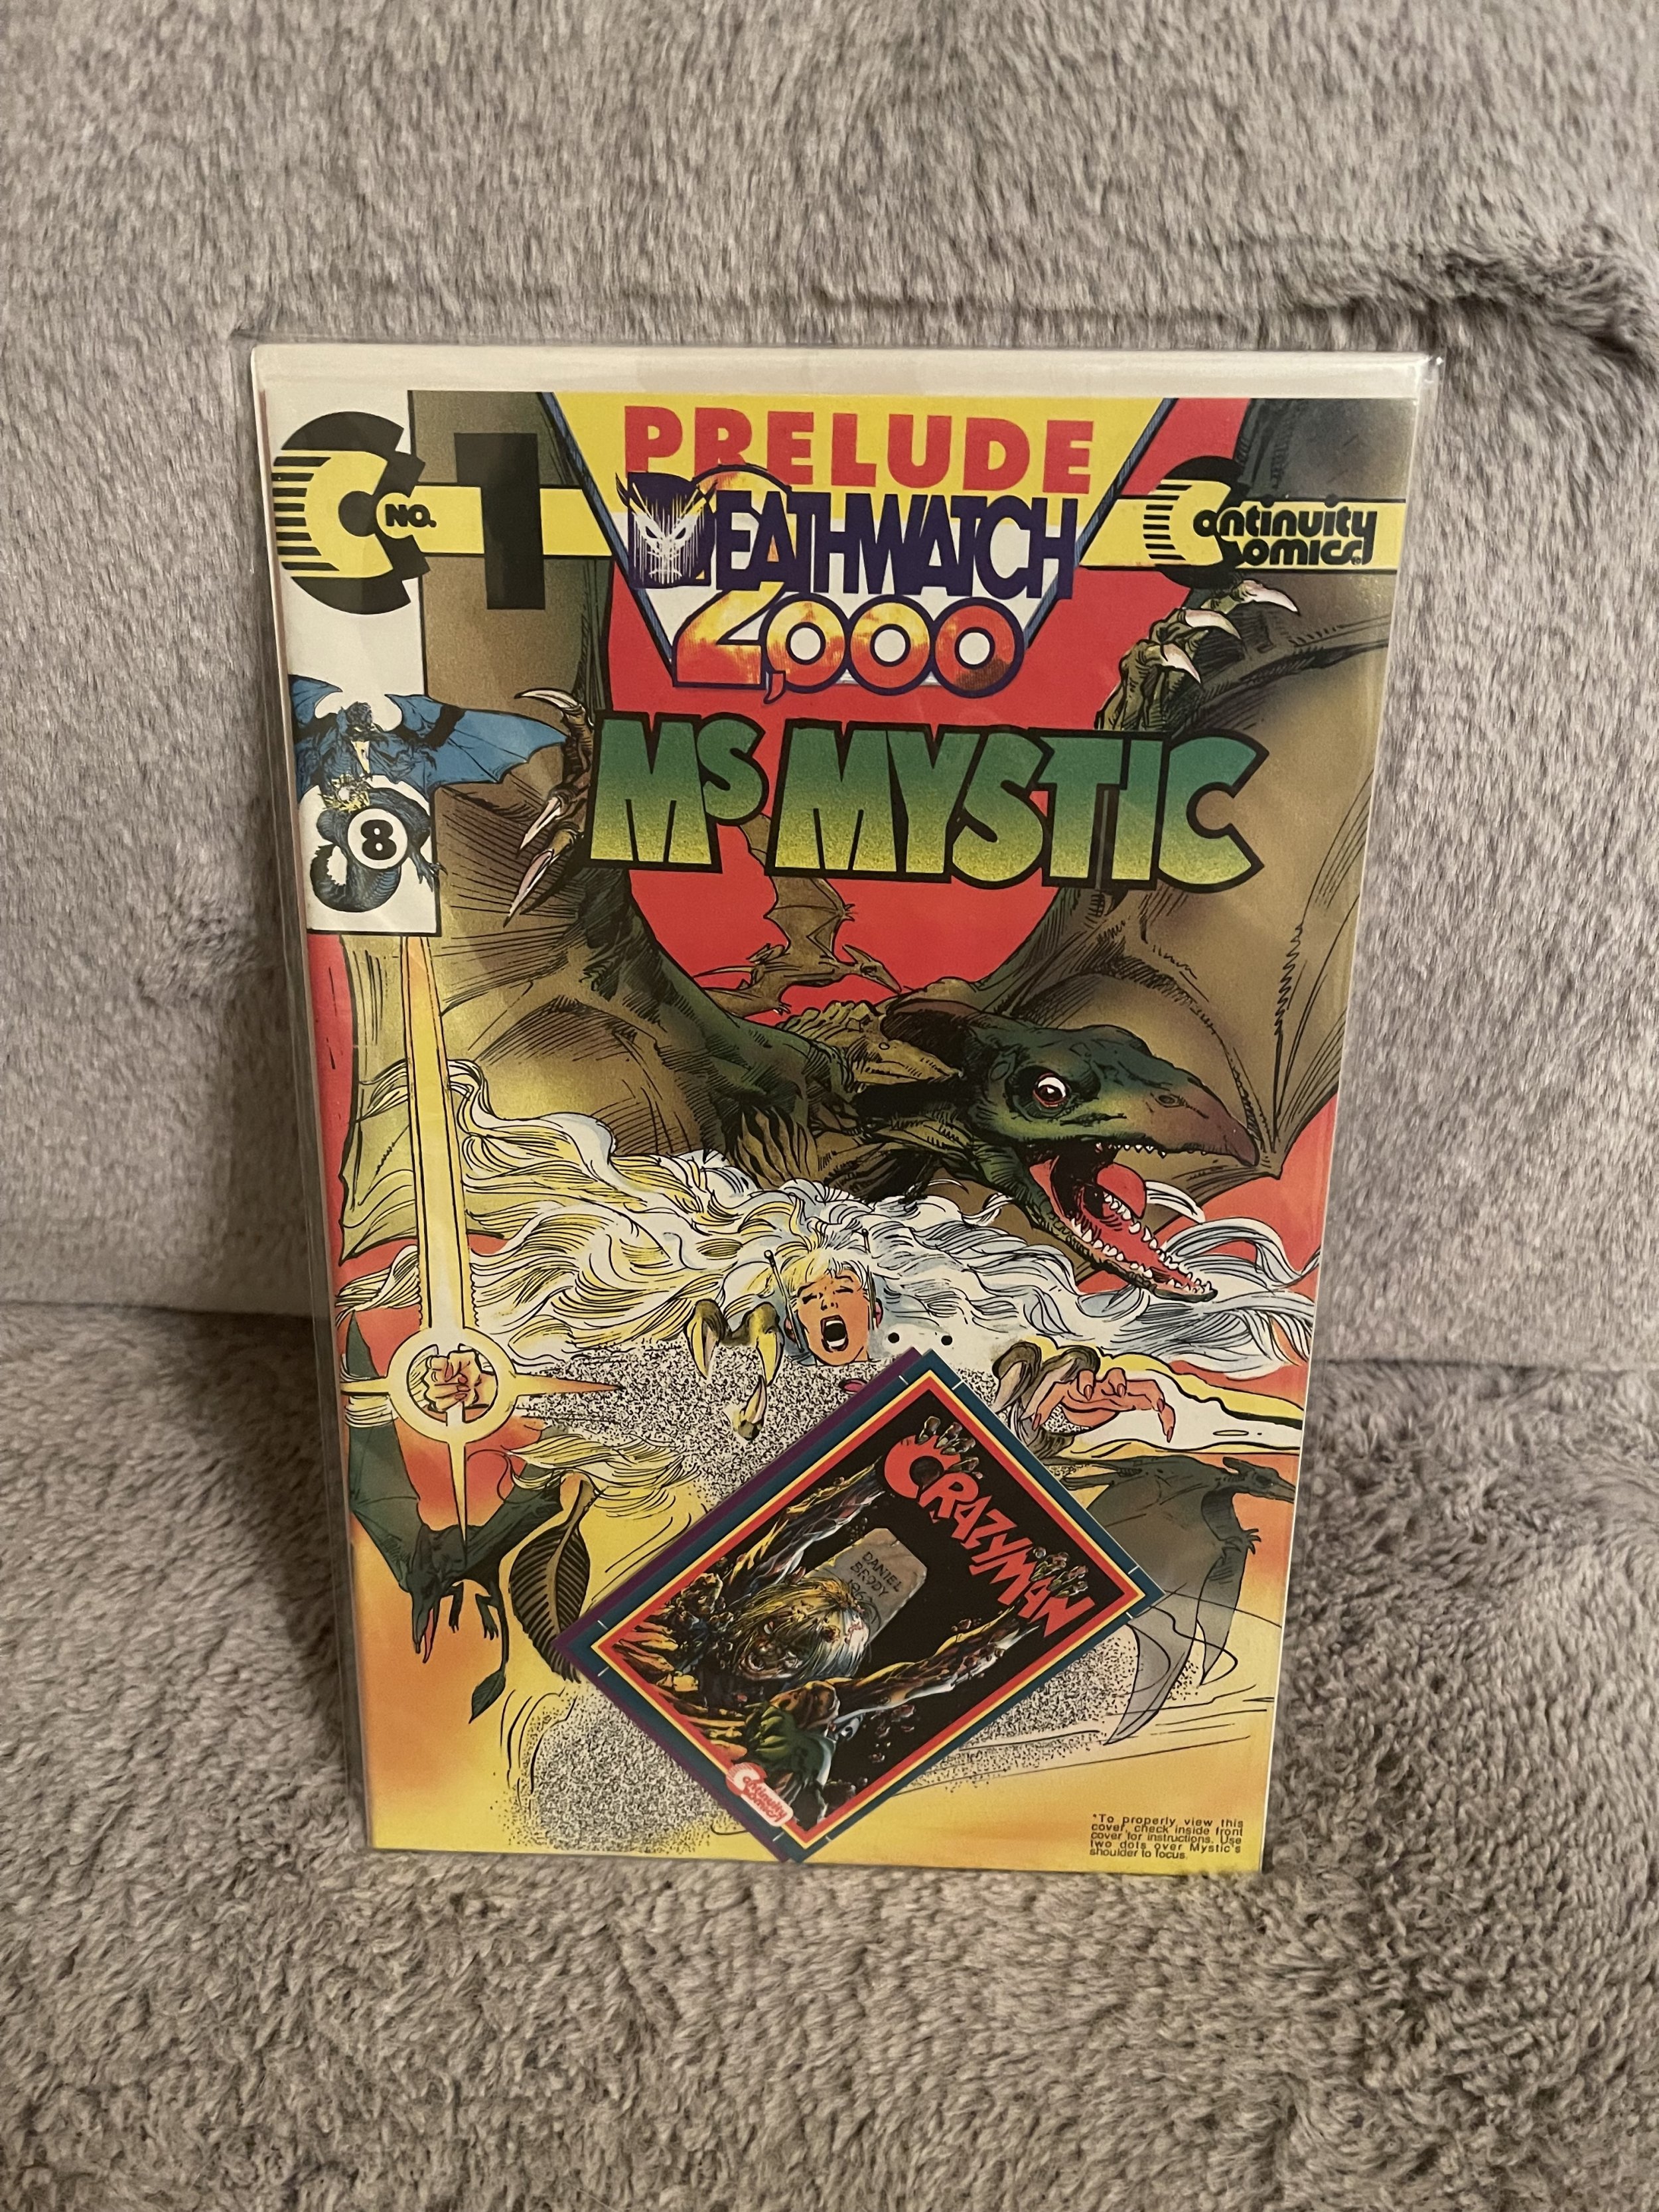 PRELUDE
NO. 1
DEATHWATCH
2,000
Continuity
Comics
Ms MYSTIC
8
CRAZYMAN
DANIEL
BRODY
196
Continuity
Comics
*To properly view this
cover, check inside front
cover for instructions. Use
two dots over Mystic's
shoulder to focus.